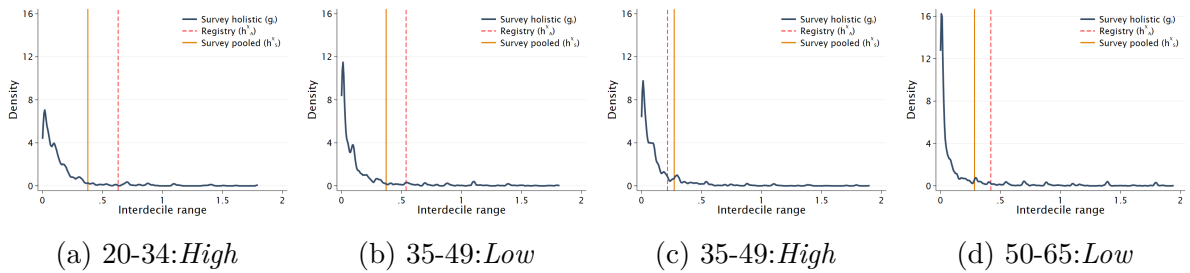 16
12
8
4
0
Density
Survey holistic (gᵢ)
Registry (hˣₐ)
Survey pooled (hˣₛ)
0 .5 1 1.5 2
Interdecile range
(a) 20-34:High
16
12
8
4
0
Density
Survey holistic (gᵢ)
Registry (hˣₐ)
Survey pooled (hˣₛ)
0 .5 1 1.5 2
Interdecile range
(b) 35-49:Low
16
12
8
4
0
Density
Survey holistic (gᵢ)
Registry (hˣₐ)
Survey pooled (hˣₛ)
0 .5 1 1.5 2
Interdecile range
(c) 35-49:High
16
12
8
4
0
Density
Survey holistic (gᵢ)
Registry (hˣₐ)
Survey pooled (hˣₛ)
0 .5 1 1.5 2
Interdecile range
(d) 50-65:Low